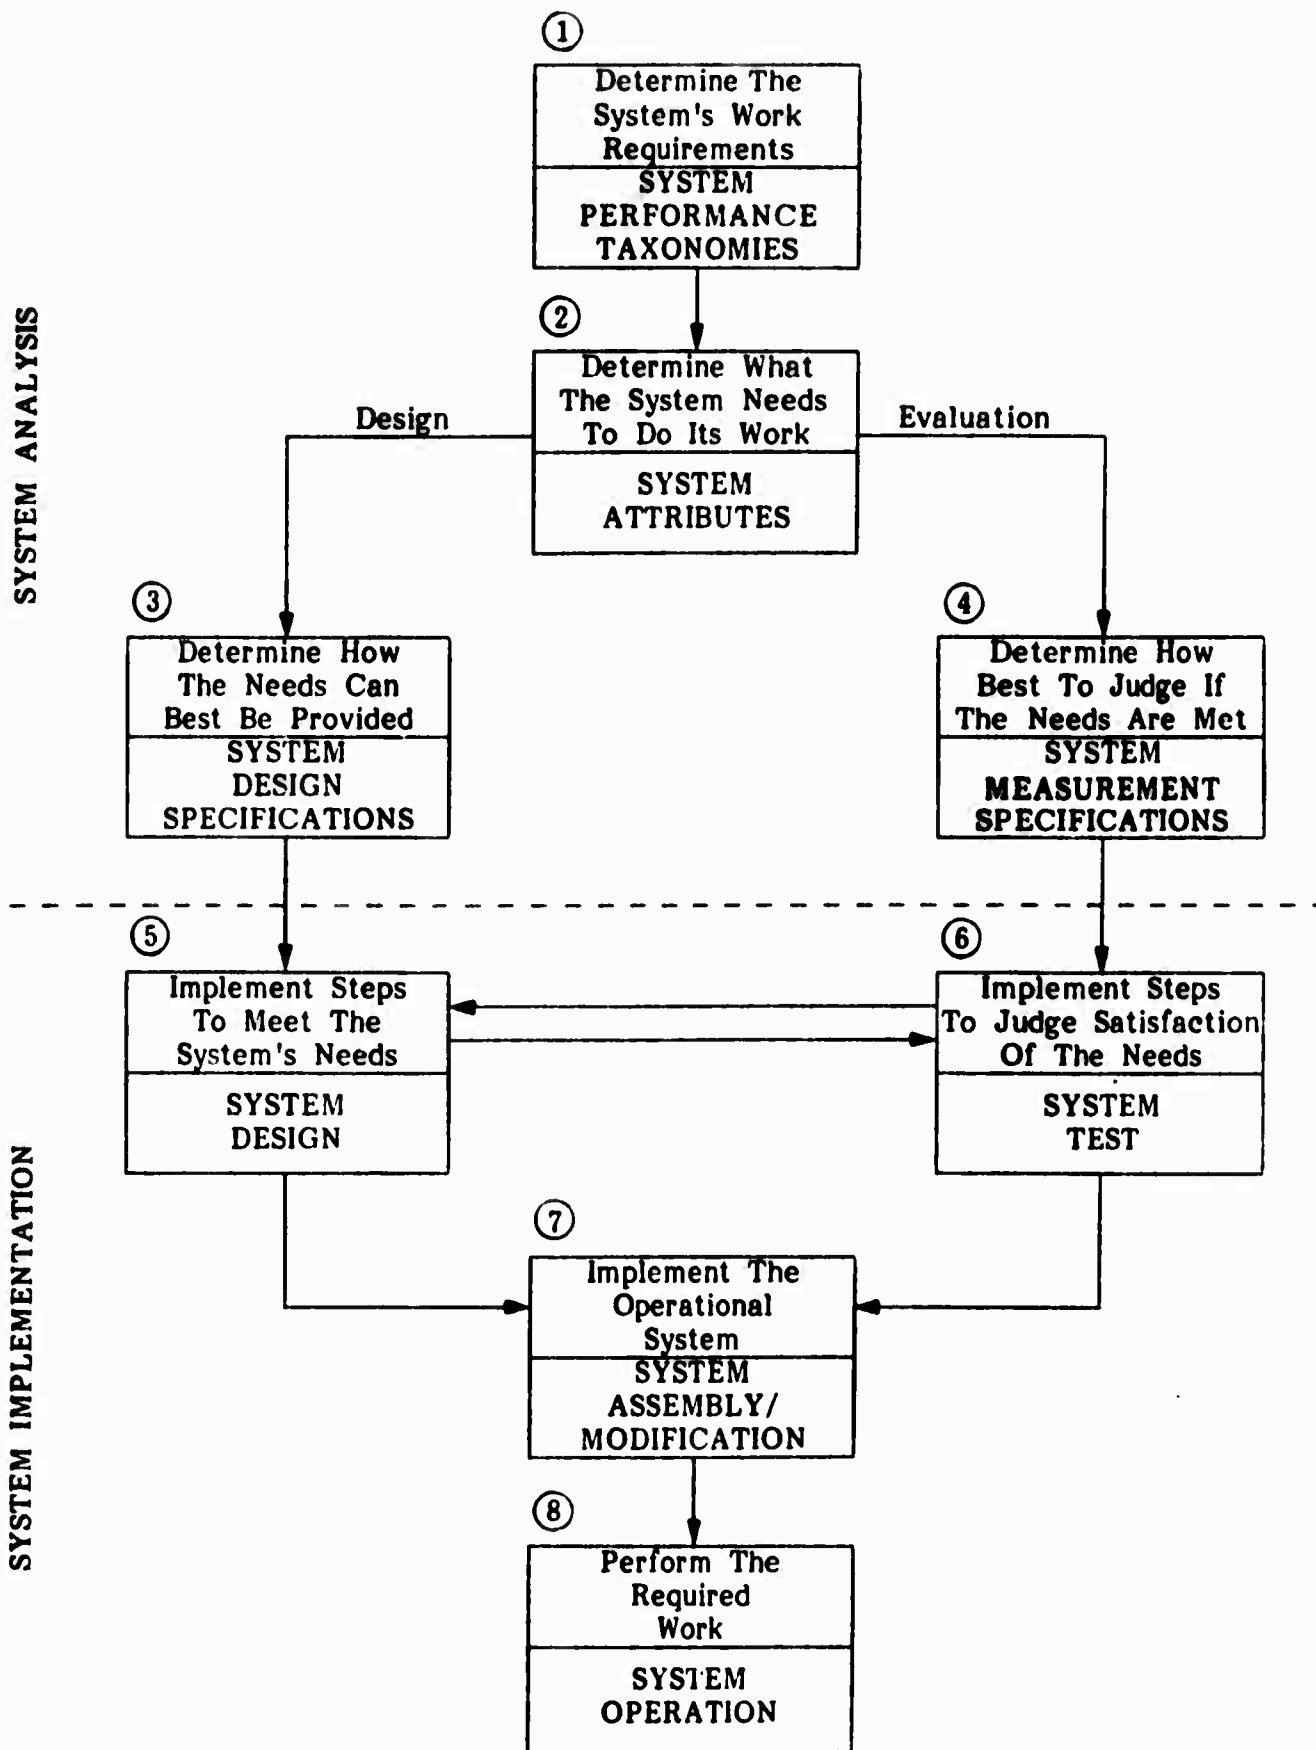 1
Determine The
System's Work
Requirements
SYSTEM
PERFORMANCE
TAXONOMIES
SYSTEM ANALYSIS
2
Determine What
The System Needs
To Do Its Work
SYSTEM
ATTRIBUTES
Design
Evaluation
3
Determine How
The Needs Can
Best Be Provided
SYSTEM
DESIGN
SPECIFICATIONS
4
Determine How
Best To Judge If
The Needs Are Met
SYSTEM
MEASUREMENT
SPECIFICATIONS
SYSTEM IMPLEMENTATION
5
Implement Steps
To Meet The
System's Needs
SYSTEM
DESIGN
6
Implement Steps
To Judge Satisfaction
Of The Needs
SYSTEM
TEST
7
Implement The
Operational
System
SYSTEM
ASSEMBLY/
MODIFICATION
8
Perform The
Required
Work
SYSTEM
OPERATION